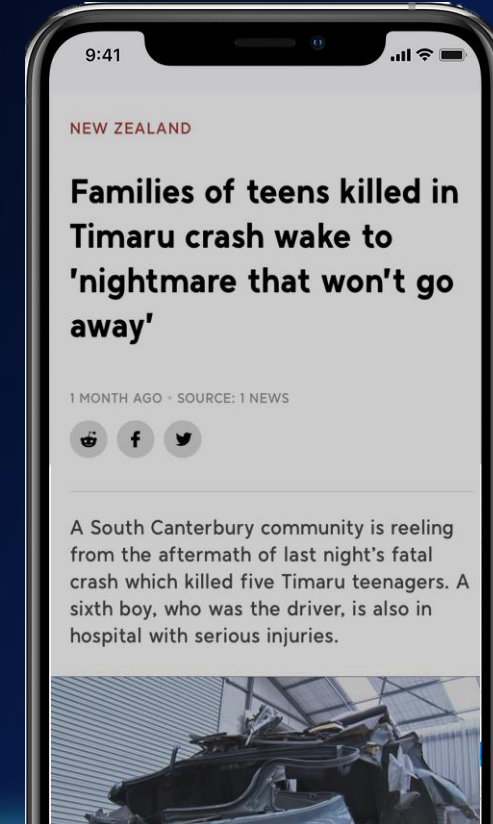 9:41
NEW ZEALAND
Families of teens killed in
Timaru crash wake to
'nightmare that won't go
away'
1 MONTH AGO • SOURCE: 1 NEWS
A South Canterbury community is reeling
from the aftermath of last night's fatal
crash which killed five Timaru teenagers. A
sixth boy, who was the driver, is also in
hospital with serious injuries.